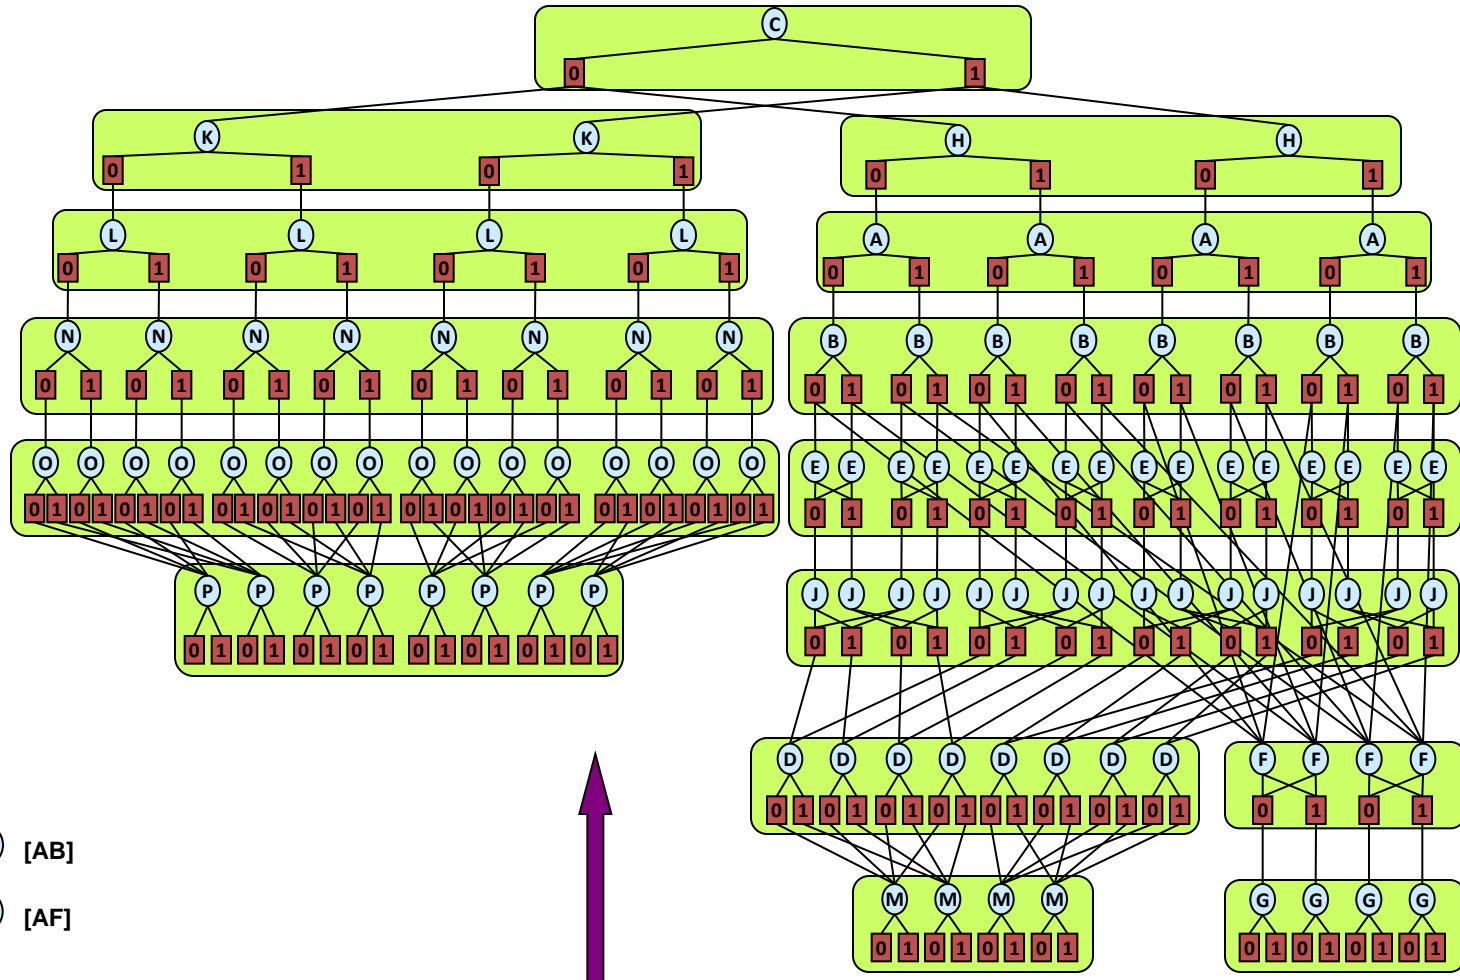 C
0 1
K K H H
0 1 0 1 0 1 0 1
L L L L A A A A
0 1 0 1 0 1 0 1 0 1 0 1 0 1 0 1
N N N N N N N N B B B B B B B B
0 1 0 1 0 1 0 1 0 1 0 1 0 1 0 1 0 1 0 1 0 1 0 1 0 1 0 1 0 1 0 1
O O O O O O O O O O O O O O O O E E E E E E E E E E E E E E E E
0 1 0 1 0 1 0 1 0 1 0 1 0 1 0 1 0 1 0 1 0 1 0 1 0 1 0 1 0 1 0 1 0 1 0 1 0 1 0 1 0 1 0 1 0 1 0 1
P P P P P P P P J J J J J J J J J J J J J J J J
0 1 0 1 0 1 0 1 0 1 0 1 0 1 0 1 0 1 0 1 0 1 0 1 0 1 0 1 0 1 0 1
D D D D D D D D F F F F
0 1 0 1 0 1 0 1 0 1 0 1 0 1 0 1 0 1 0 1
[AB]
M M M M G G G G
[AF]
0 1 0 1 0 1 0 1 0 1 0 1 0 1 0 1